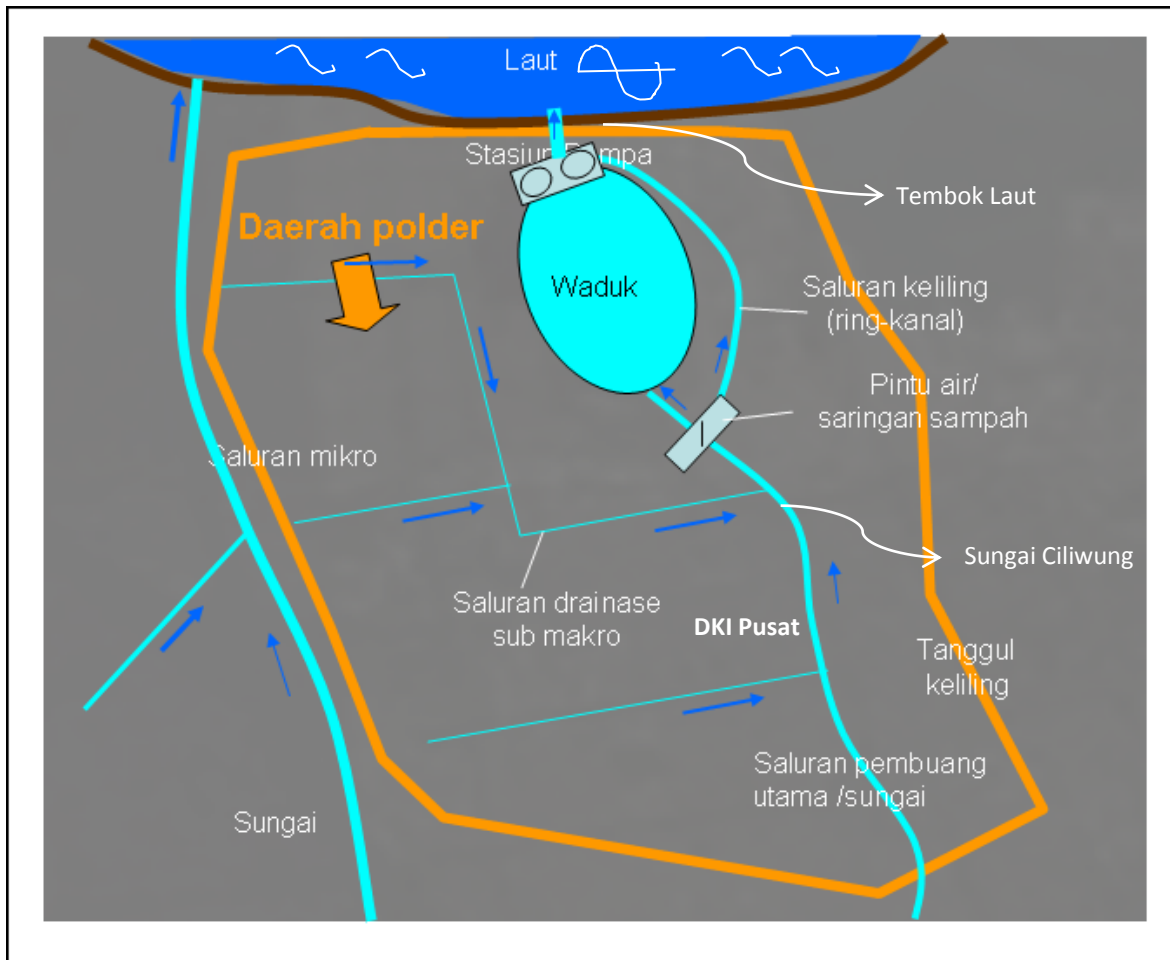 Laut
Stasiun Pompa
Tembok Laut
Daerah polder
Waduk
Saluran keliling
(ring-kanal)
Pintu air/
saringan sampah
Saluran mikro
Sungai Ciliwung
Saluran drainase
sub makro
DKI Pusat
Tanggul
keliling
Saluran pembuang
utama /sungai
Sungai